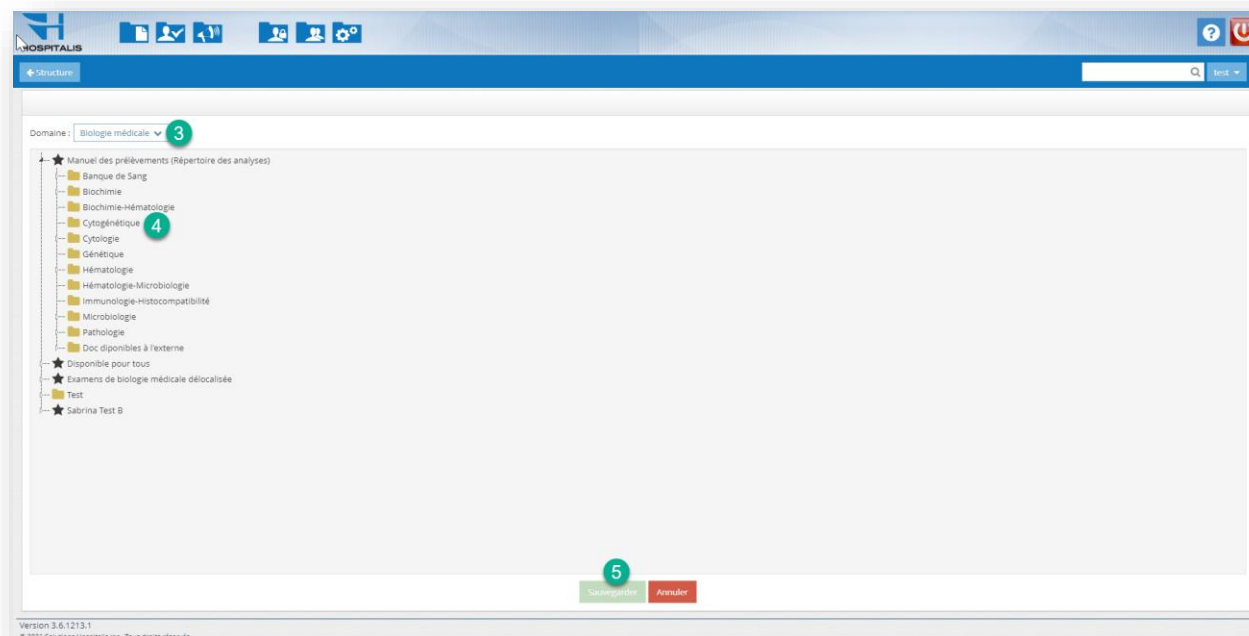 HOSPITALIS
Structure
test
Domaine : Biologie médicale 3
Manuel des prélèvements (Répertoire des analyses)
Banque de Sang
Biochimie
Biochimie-Hématologie
Cytogénétique 4
Cytologie
Génétique
Hématologie
Hématologie-Microbiologie
Immunologie-Histocompatibilité
Microbiologie
Pathologie
Doc diponibles à l'externe
Disponible pour tous
Examens de biologie médicale délocalisée
Test
Sabrina Test B
5
Sauvegarder Annuler
Version 3.6.1213.1